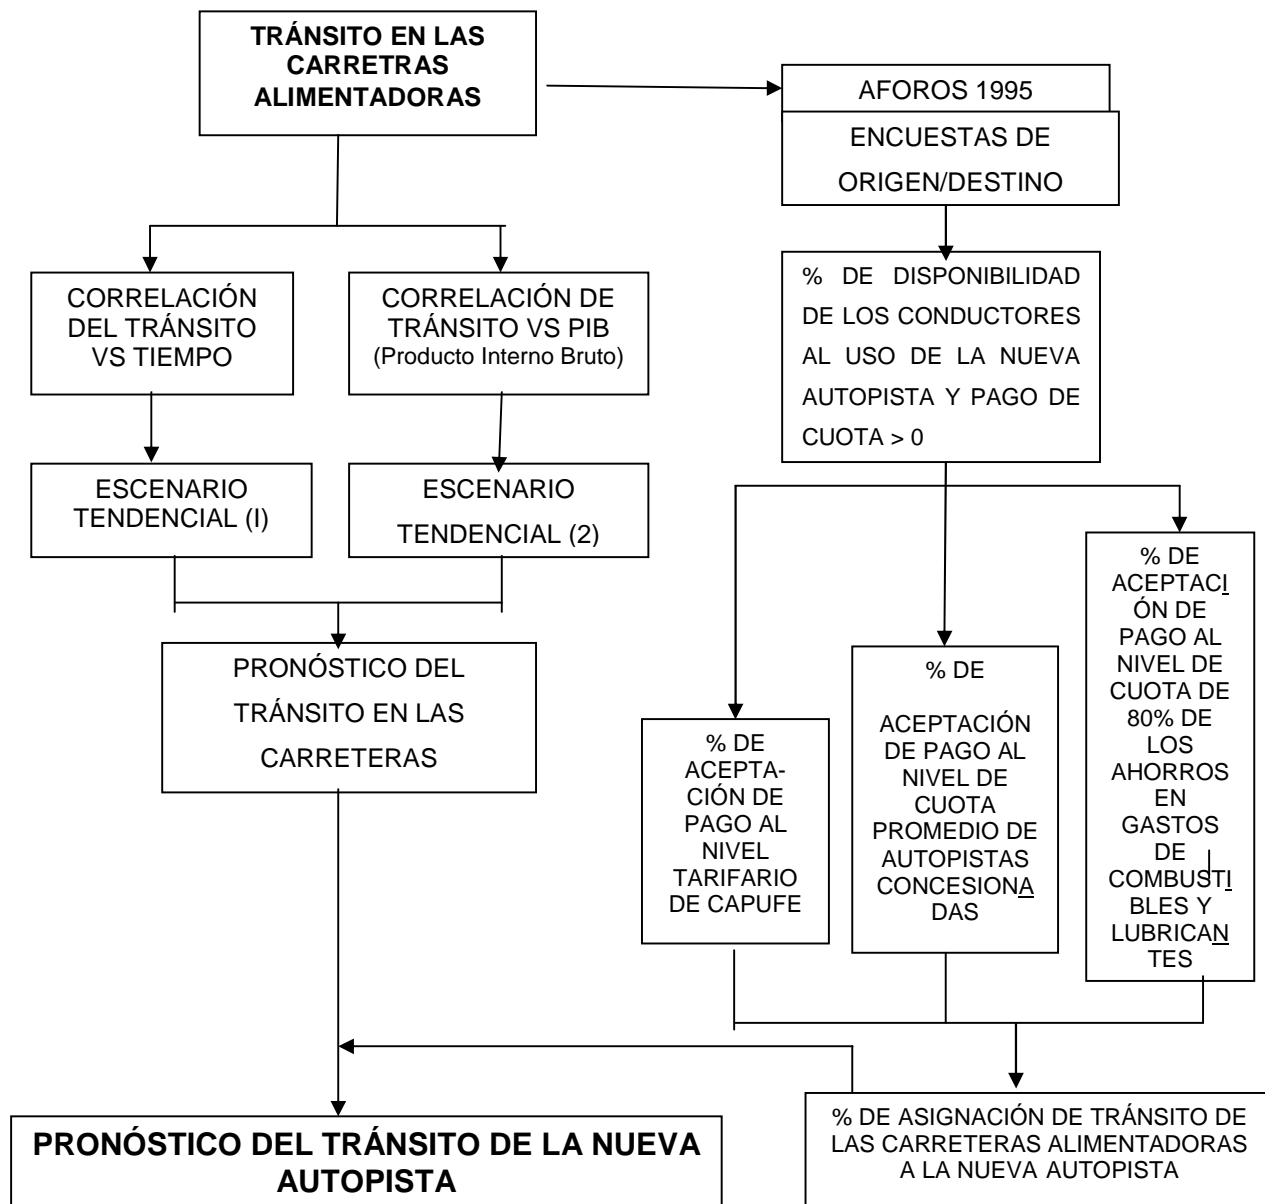 TRÁNSITO EN LAS
CARRETRAS
ALIMENTADORAS
AFOROS 1995
ENCUESTAS DE
ORIGEN/DESTINO
CORRELACIÓN
DEL TRÁNSITO
VS TIEMPO
CORRELACIÓN DE
TRÁNSITO VS PIB
(Producto Interno Bruto)
% DE DISPONIBILIDAD
DE LOS CONDUCTORES
AL USO DE LA NUEVA
AUTOPISTA Y PAGO DE
CUOTA > 0
ESCENARIO
TENDENCIAL (I)
ESCENARIO
TENDENCIAL (2)
PRONÓSTICO DEL
TRÁNSITO EN LAS
CARRETERAS
% DE
ACEPTA-
CIÓN DE
PAGO AL
NIVEL
TARIFARIO
DE CAPUFE
% DE
ACEPTACIÓN
DE PAGO AL
NIVEL DE
CUOTA
PROMEDIO DE
AUTOPISTAS
CONCESIONA
DAS
% DE
ACEPTACI
ÓN DE
PAGO AL
NIVEL DE
CUOTA DE
80% DE
LOS
AHORROS
EN
GASTOS
DE
COMBUSTI
BLES Y
LUBRICAN
TES
PRONÓSTICO DEL TRÁNSITO DE LA NUEVA
AUTOPISTA
% DE ASIGNACIÓN DE TRÁNSITO DE
LAS CARRETERAS ALIMENTADORAS
A LA NUEVA AUTOPISTA